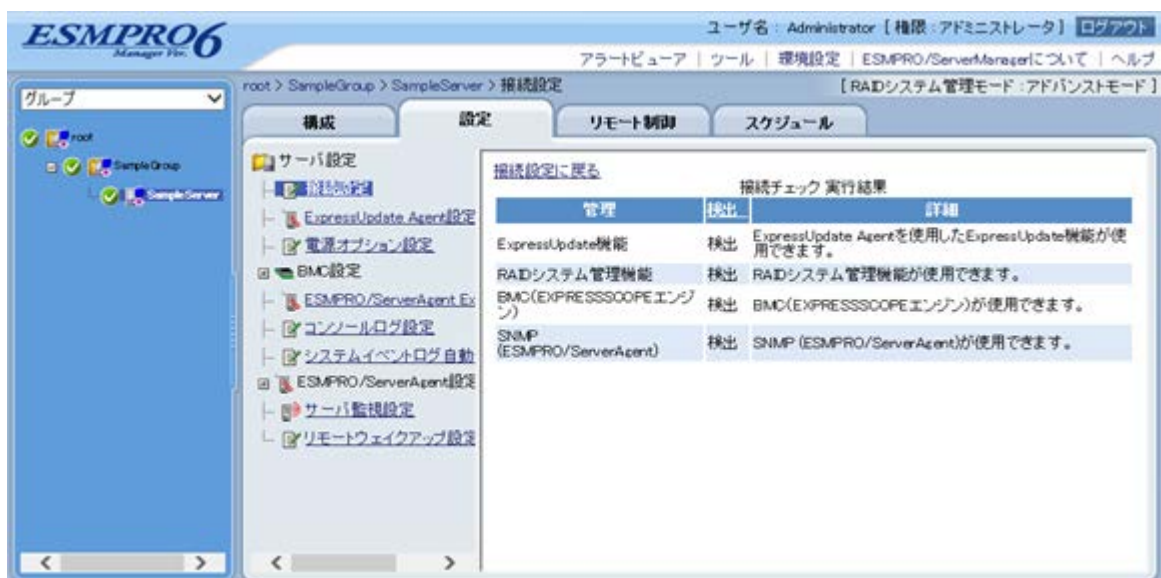 ESMPRO6
Manager Ver.
ユーザ名 : Administrator [ 権限 : アドミニストレータ ] ログアウト
アラートビューア | ツール | 環境設定 | ESMPRO/ServerManagerについて | ヘルプ
グループ
root
SampleGroup
SampleServer
root > SampleGroup > SampleServer > 接続設定
[ RAIDシステム管理モード : アドバンストモード ]
構成
設定
リモート制御
スケジュール
サーバ設定
接続設定
ExpressUpdate Agent設定
電源オプション設定
BMC設定
ESMPRO/ServerAgent Ex
コンソールログ設定
システムイベントログ自動
ESMPRO/ServerAgent設定
サーバ監視設定
リモートウェイクアップ設定
接続設定に戻る
接続チェック 実行結果
管理 検出 詳細
ExpressUpdate機能 検出 ExpressUpdate Agentを使用したExpressUpdate機能が使
用できます。
RAIDシステム管理機能 検出 RAIDシステム管理機能が使用できます。
BMC(EXPRESSSCOPEエンジ
ン) 検出 BMC(EXPRESSSCOPEエンジン)が使用できます。
SNMP
(ESMPRO/ServerAgent) 検出 SNMP (ESMPRO/ServerAgent)が使用できます。